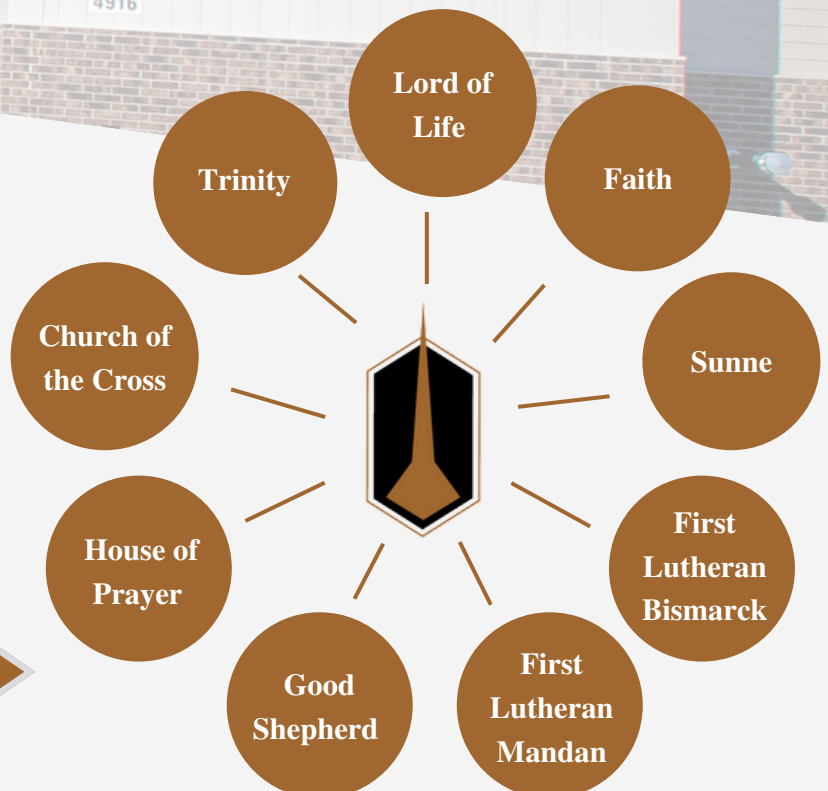 4916
Lord of
Life
Trinity
Faith
Church of
the Cross
Sunne
House of
Prayer
First
Lutheran
Bismarck
Good
Shepherd
First
Lutheran
Mandan